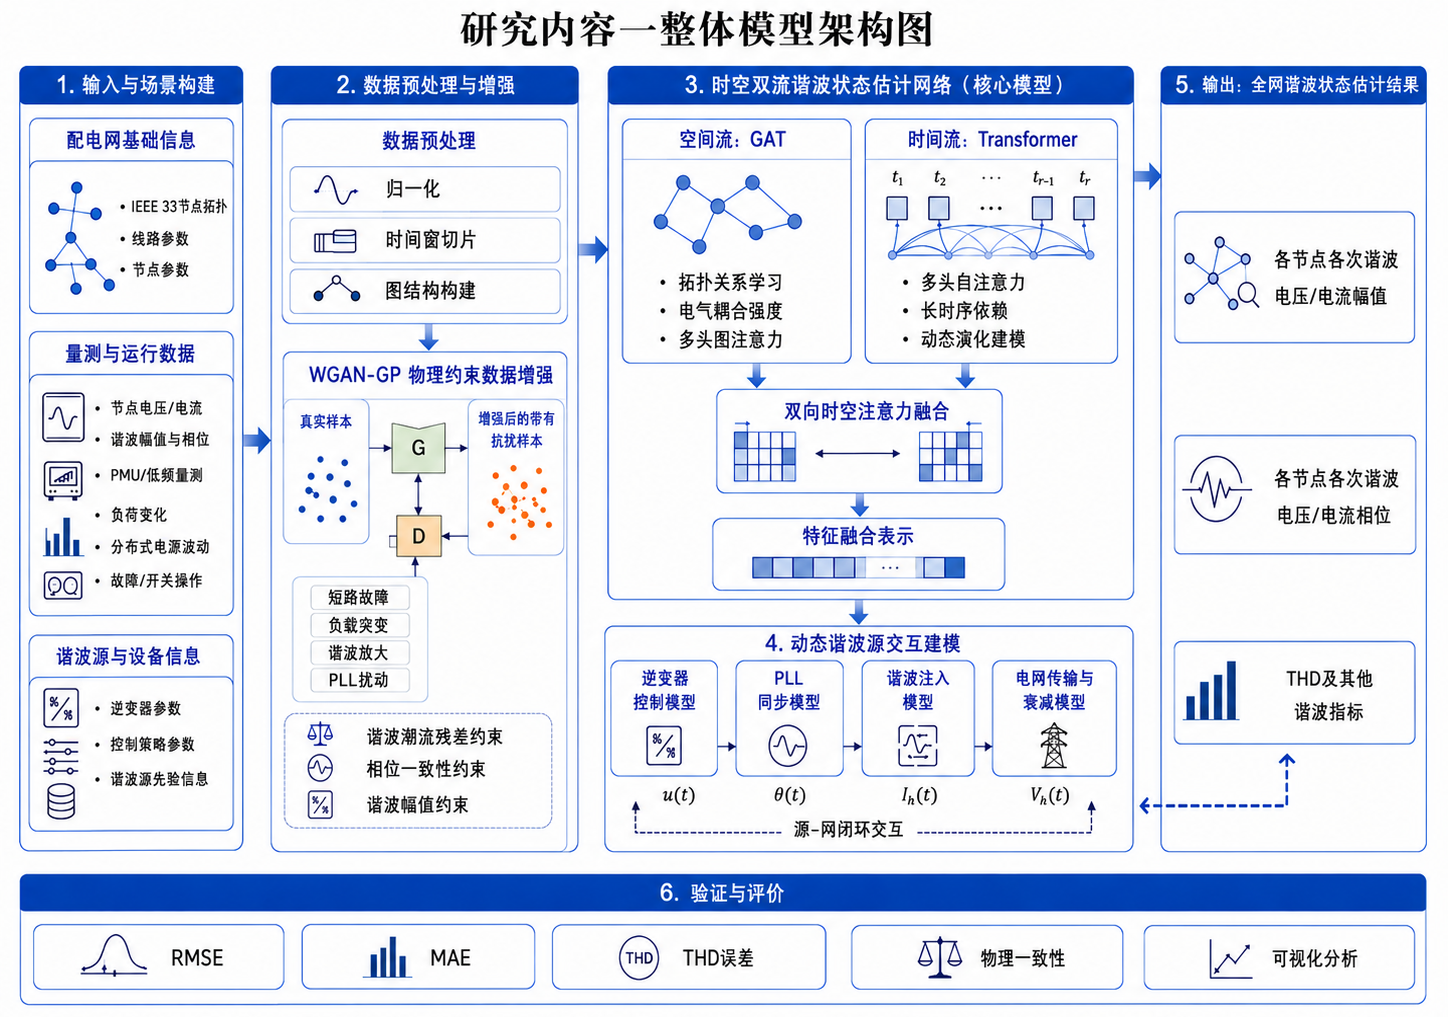 研究内容一整体模型架构图
1. 输入与场景构建
配电网基础信息
• IEEE 33节点拓扑
• 线路参数
• 节点参数
量测与运行数据
• 节点电压/电流
• 谐波幅值与相位
• PMU/低频量测
• 负荷变化
• 分布式电源波动
• 故障/开关操作
谐波源与设备信息
%/%
• 逆变器参数
• 控制策略参数
• 谐波源先验信息
2. 数据预处理与增强
数据预处理
归一化
时间窗切片
图结构构建
WGAN-GP 物理约束数据增强
真实样本
G
D
增强后的带有
抗扰样本
短路故障
负载突变
谐波放大
PLL扰动
谐波潮流残差约束
相位一致性约束
%/%
谐波幅值约束
3. 时空双流谐波状态估计网络（核心模型）
空间流：GAT
• 拓扑关系学习
• 电气耦合强度
• 多头图注意力
时间流：Transformer
t₁ t₂ ··· tᵣ₋₁ tᵣ
···
• 多头自注意力
• 长时序依赖
• 动态演化建模
双向时空注意力融合
特征融合表示
···
4. 动态谐波源交互建模
逆变器
控制模型
%/%
u(t)
PLL
同步模型
θ(t)
谐波注入
模型
Iₕ(t)
电网传输与
衰减模型
Vₕ(t)
源-网闭环交互
5. 输出：全网谐波状态估计结果
各节点各次谐波
电压/电流幅值
各节点各次谐波
电压/电流相位
THD及其他
谐波指标
6. 验证与评价
RMSE
MAE
THD
THD误差
物理一致性
可视化分析